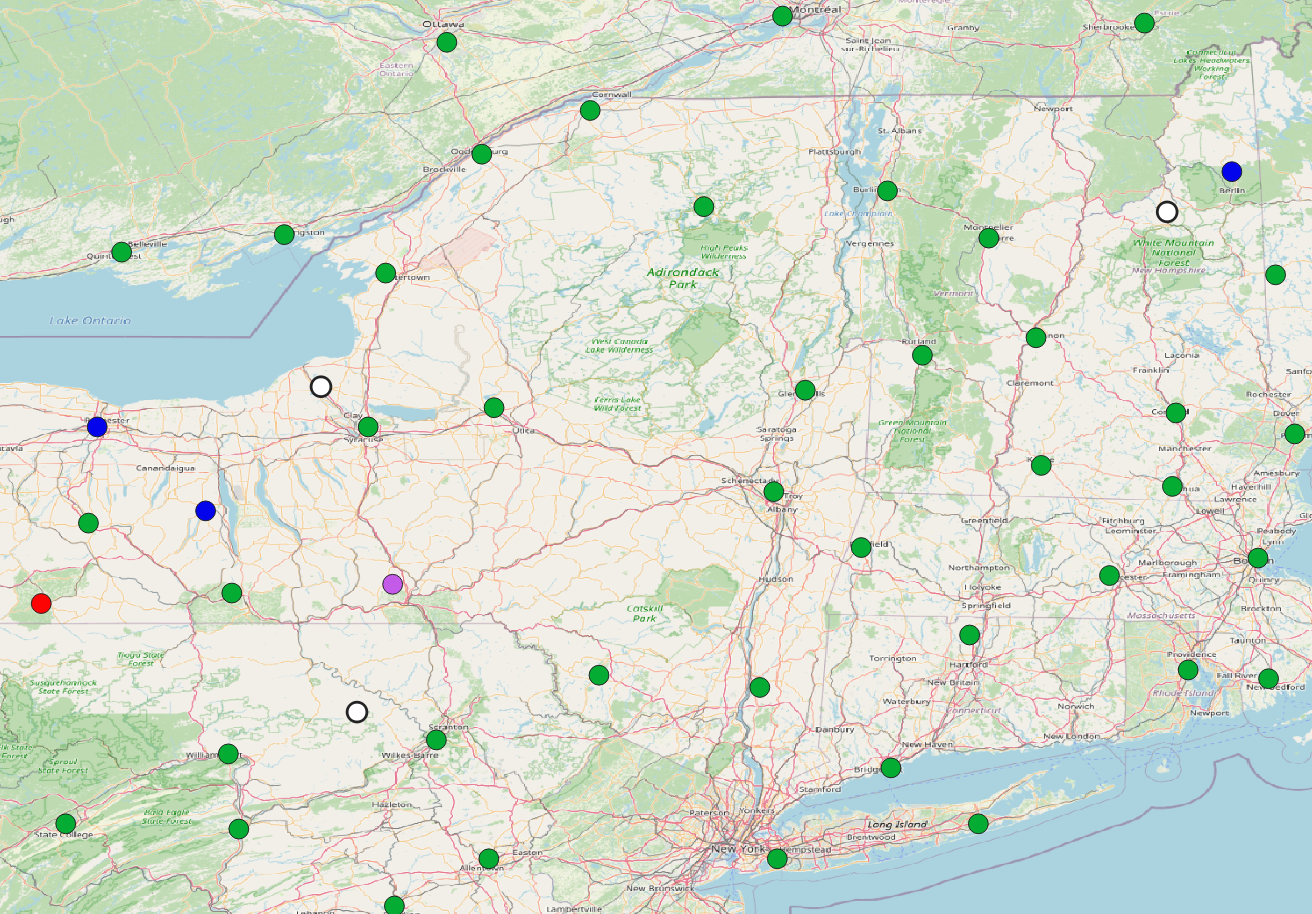 Montréal
Ottawa
Granby
Sherbrooke
Saint-Jean-
sur-Richelieu
Eastern
Ontario
Connecticut
Lakes Headwaters
Working
Forest
Cornwall
Newport
St. Albans
Plattsburgh
Brockville
Berlin
Lake Champlain
Montpelier
Belleville
Vergennes
High Peaks
Wilderness
White Mountain
National
Forest
New Hampshire
Adirondack
Park
Vermont
Lake Ontario
West Canada
Lake Wilderness
Rutland
Laconia
Franklin
Claremont
Ferris Lake
Wild Forest
Rochester
Dover
Clay
Syracuse
Utica
Saratoga
Springs
Green Mountain
National
Forest
Manchester
Canandaigua
Amesbury
Schenectady
Troy
Albany
Haverhill
Lawrence
Lowell
Greenfield
Fitchburg
Leominster
Peabody
Lynn
Marlborough
Framingham
Northampton
Holyoke
Springfield
Hudson
Quincy
Brockton
Catskill
Park
Massachusetts
Taunton
Tioga State
Forest
Torrington
Hartford
Providence
Fall River
New Bedford
Susquehannock
State Forest
New Britain
Waterbury
Connecticut
Norwich
Rhode Island
Newport
Scranton
Danbury
New London
New Haven
Wilkes-Barre
Sproul
State Forest
Stamford
Hazleton
Bald Eagle
State Forest
Paterson
Yonkers
State College
Long Island
Brentwood
New York
Hempstead
Easton
Allentown
New Brunswick
Lambertville